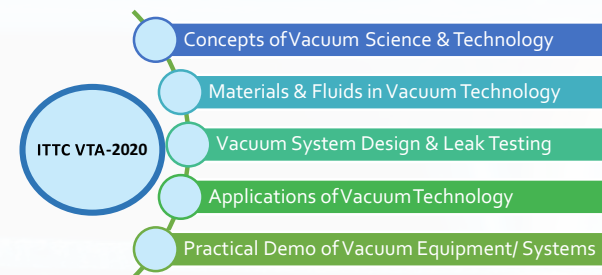 Concepts of Vacuum Science & Technology
Materials & Fluids in Vacuum Technology
ITTC VTA-2020
Vacuum System Design & Leak Testing
Applications of Vacuum Technology
Practical Demo of Vacuum Equipment/ Systems